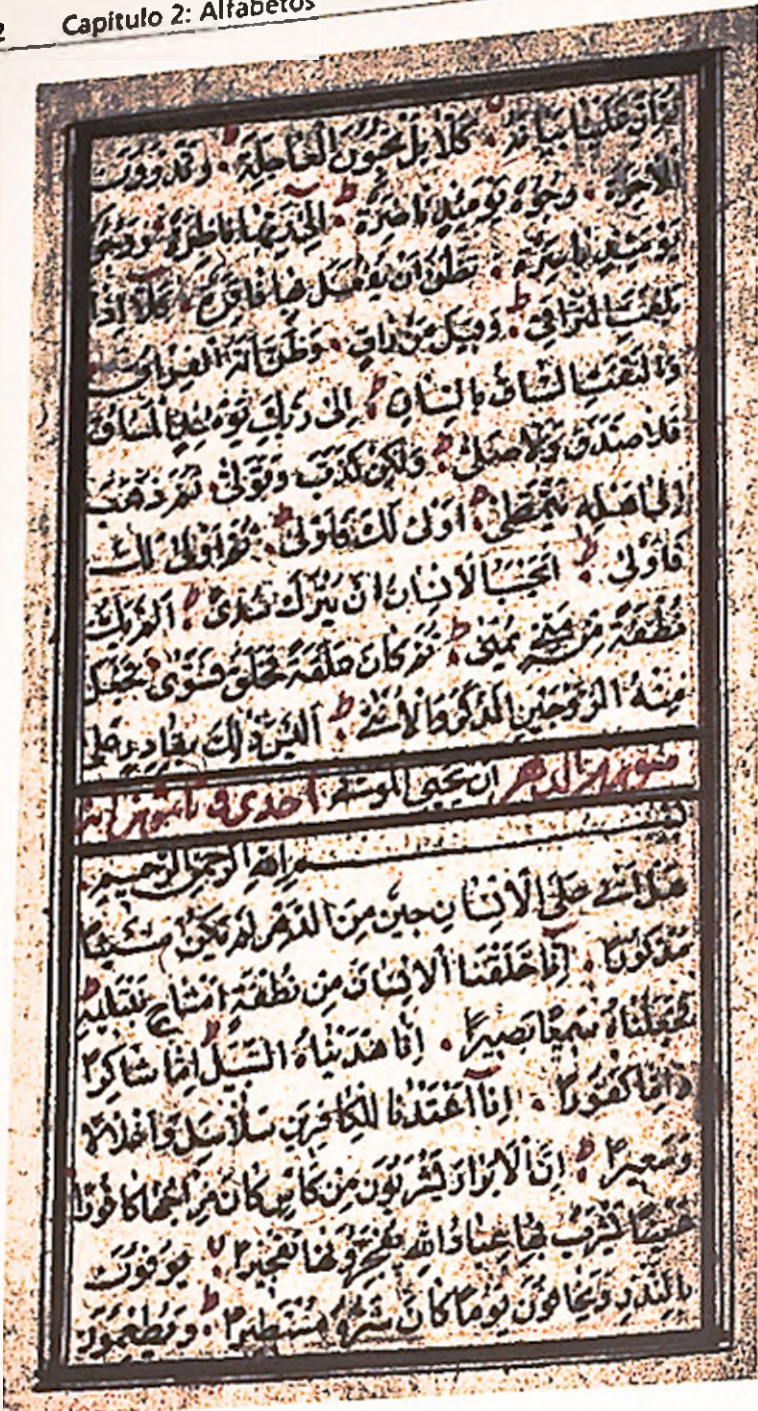 2 Capítulo 2: Alfabetos
ثم ان علينا بيانه كلا بل تحبون العاجلة وتذرون
الاخرة وجوه يومئذ ناضرة الى ربها ناظرة ووجوه
يومئذ باسرة تظن ان يفعل بها فاقرة كلا اذا
بلغت التراقي وقيل من راق وظن انه الفراق
والتفت الساق بالساق الى ربك يومئذ المساق
فلا صدق ولا صلى ولكن كذب وتولى ثم ذهب
الى اهله يتمطى اولى لك فاولى ثم اولى لك
فاولى ايحسب الانسان ان يترك سدى الم يك
نطفة من مني يمنى ثم كان علقة فخلق فسوى فجعل
منه الزوجين الذكر والانثى اليس ذلك بقادر على
سورة الدهر ان يحيي الموتى احدى و
بسم الله الرحمن الرحيم
هل اتى على الانسان حين من الدهر لم يكن شيئا
مذكورا انا خلقنا الانسان من نطفة امشاج نبتليه
فجعلناه سميعا بصيرا انا هديناه السبيل اما شاكرا
واما كفورا انا اعتدنا للكافرين سلاسل واغلالا
وسعيرا ان الابرار يشربون من كاس كان مزاجها كافورا
عينا يشرب بها عباد الله يفجرونها تفجيرا يوفون
بالنذر ويخافون يوما كان شره مستطيرا ويطعمون